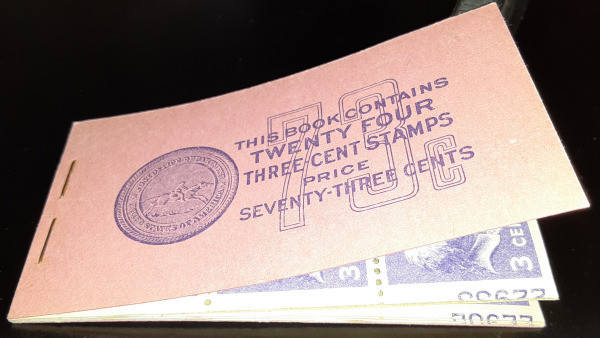 73c
THIS BOOK CONTAINS
TWENTY FOUR
THREE-CENT STAMPS
PRICE
SEVENTY-THREE CENTS
3
3 CE